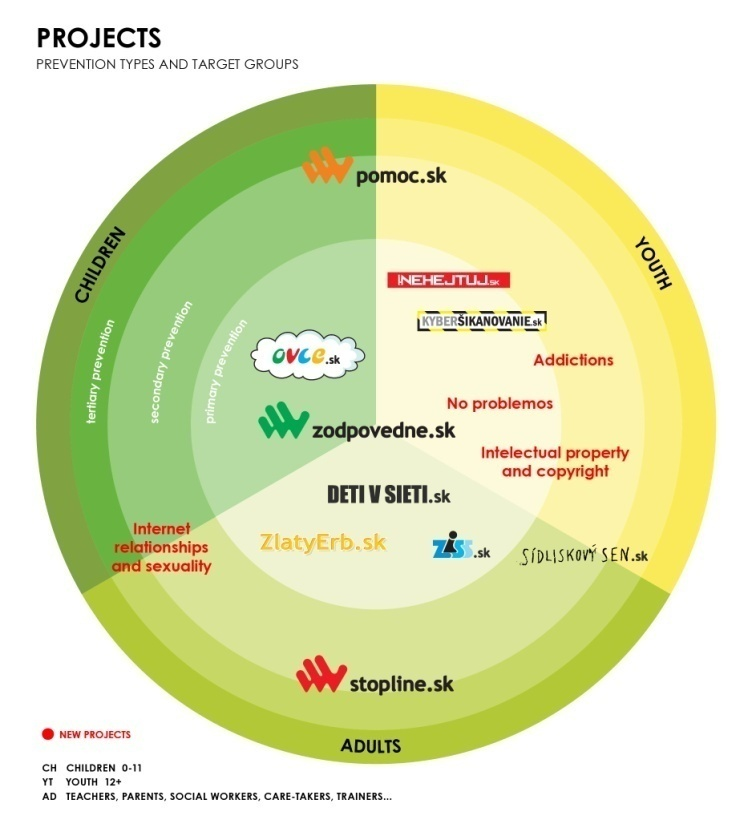 PROJECTS
PREVENTION TYPES AND TARGET GROUPS
pomoc.sk
CHILDREN
YOUTH
tertiary prevention
secondary prevention
primary prevention
NEHEJTUJ.SK
KYBERŠIKANOVANIE.sk
OVCE.sk
Addictions
No problemos
zodpovedne.sk
Intelectual property
and copyright
DETI V SIETI.sk
Internet
relationships
and sexuality
ZlatyErb.sk
ZISS.sk
SÍDLISKOVÝ SEN.sk
stopline.sk
ADULTS
NEW PROJECTS
CH CHILDREN 0-11
YT YOUTH 12+
AD TEACHERS, PARENTS, SOCIAL WORKERS, CARE-TAKERS, TRAINERS...